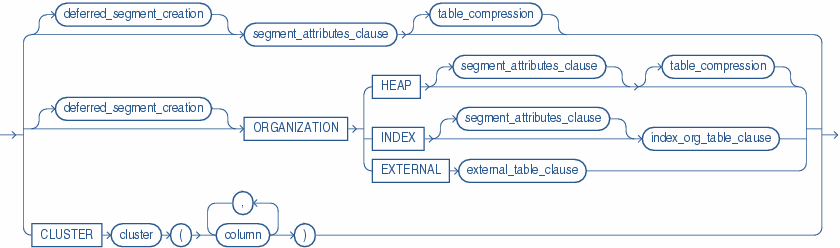 deferred_segment_creation segment_attributes_clause table_compression
deferred_segment_creation ORGANIZATION
HEAP segment_attributes_clause table_compression
INDEX segment_attributes_clause index_org_table_clause
EXTERNAL external_table_clause
CLUSTER cluster ( , column )